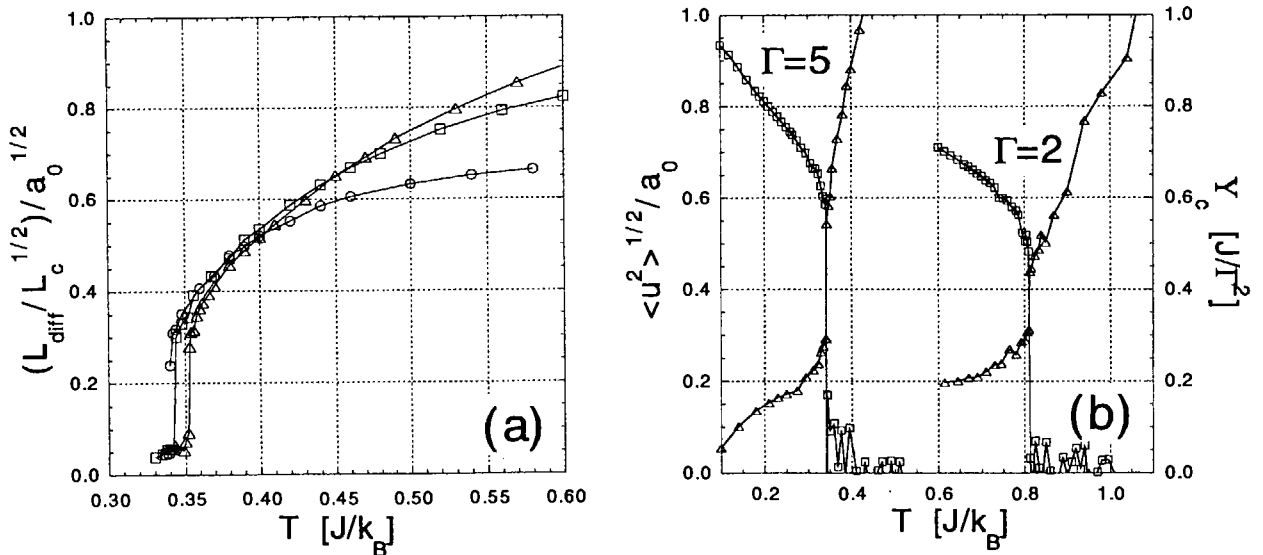 (L_diff / L_c^1/2) / a_0^1/2
1.0
0.8
0.6
0.4
0.2
0.0
0.30 0.35 0.40 0.45 0.50 0.55 0.60
T [J/k_B]
(a)
<u^2>^1/2 / a_0
1.0
0.8
0.6
0.4
0.2
0.0
0.2 0.4 0.6 0.8 1.0
T [J/k_B]
Γ=5
Γ=2
(b)
1.0
0.8
0.6
0.4
0.2
0.0
Y_c [J/Γ^2]